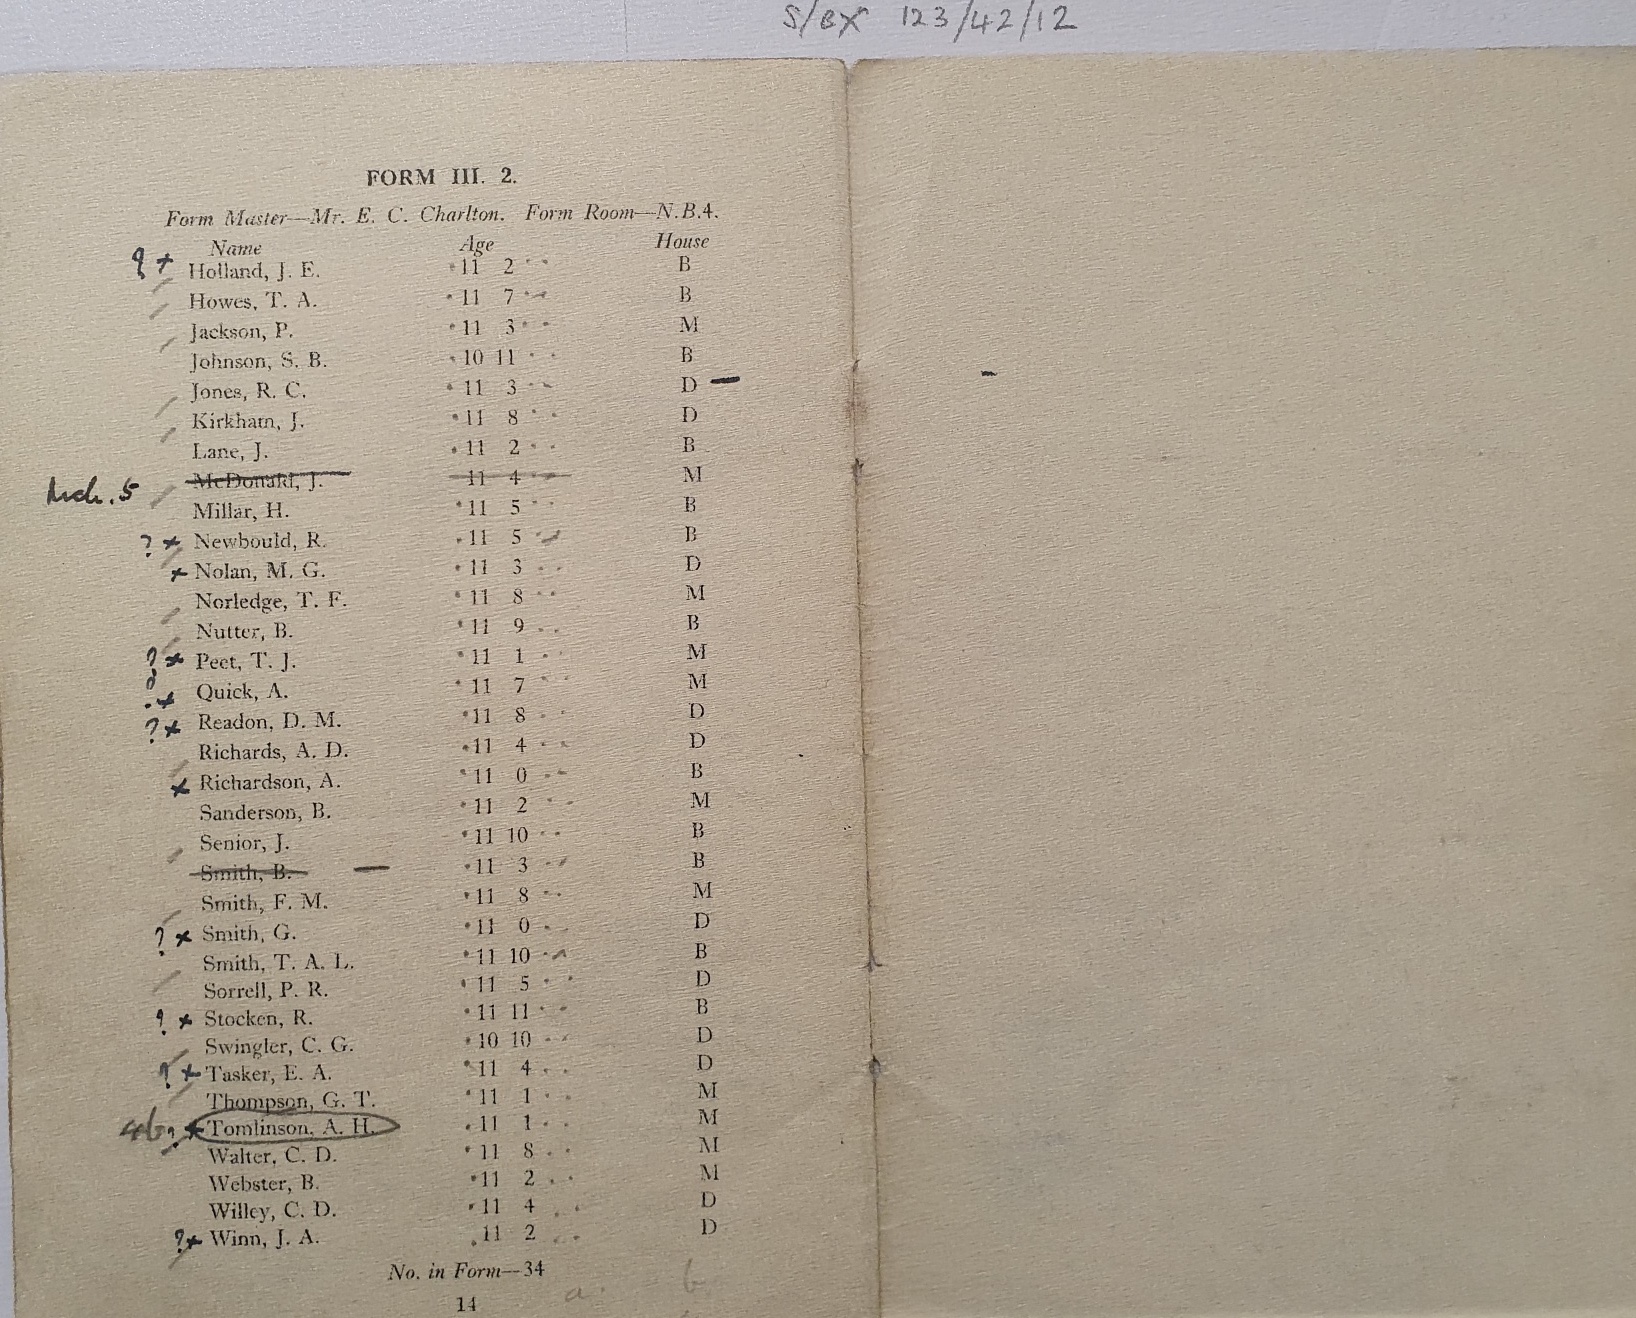 S/BX 123/42/12
FORM III. 2.
Form Master—Mr. E. C. Charlton. Form Room—N.B.4.
Name Age House
? x Holland, J. E. 11 2 B
Howes, T. A. 11 7 B
Jackson, P. 11 3 M
Johnson, S. B. 10 11 B
Jones, R. C. 11 3 D —
Kirkham, J. 11 8 D
Lane, J. 11 2 B
McDonald, J. 11 4 M
Millar, H. 11 5 B
? x Newbould, R. 11 5 B
x Nolan, M. G. 11 3 D
Norledge, T. F. 11 8 M
Nutter, B. 11 9 B
? x Peet, T. J. 11 1 M
? x Quick, A. 11 7 M
? x Readon, D. M. 11 8 D
Richards, A. D. 11 4 D
x Richardson, A. 11 0 B
Sanderson, B. 11 2 M
Senior, J. 11 10 B
Smith, B. — 11 3 B
Smith, F. M. 11 8 M
? x Smith, G. 11 0 D
Smith, T. A. L. 11 10 B
Sorrell, P. R. 11 5 D
? x Stocken, R. 11 11 B
Swingler, C. G. 10 10 D
? x Tasker, E. A. 11 4 D
Thompson, G. T. 11 1 M
4b ? x Tomlinson, A. H. 11 1 M
Walter, C. D. 11 8 M
Webster, B. 11 2 M
Willey, C. D. 11 4 D
? x Winn, J. A. 11 2 D
No. in Form—34
14 a. b.